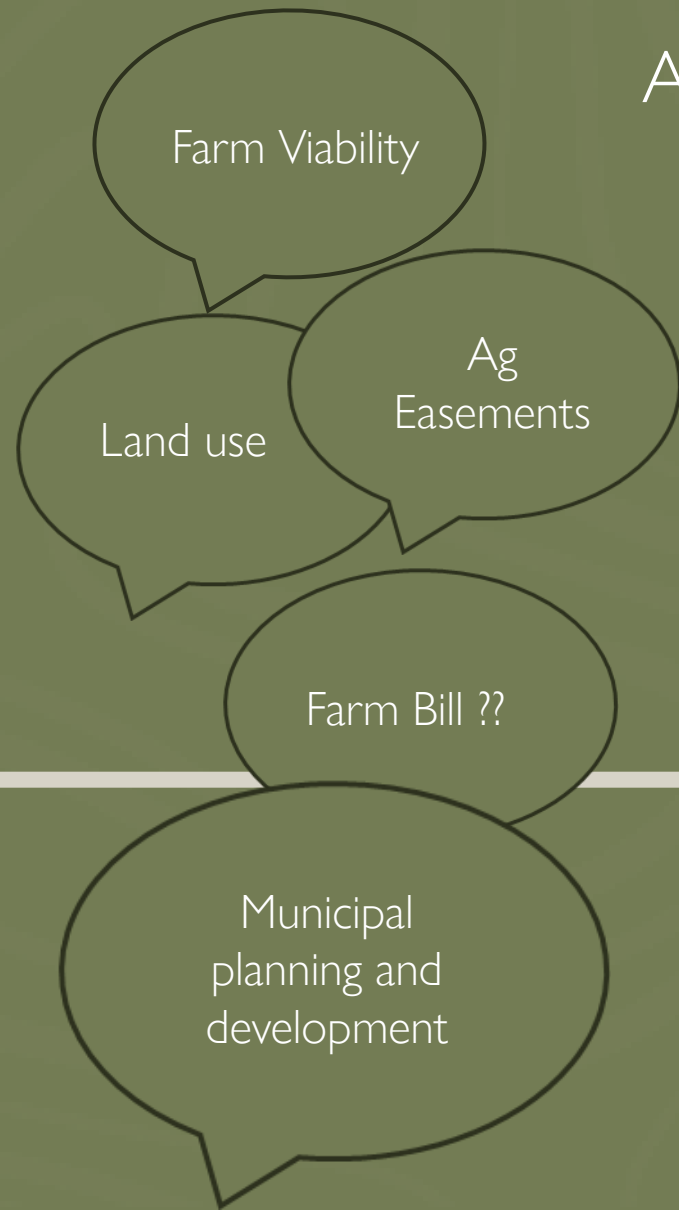 A
Farm Viability
Ag
Easements
Land use
Farm Bill ??
Municipal
planning and
development